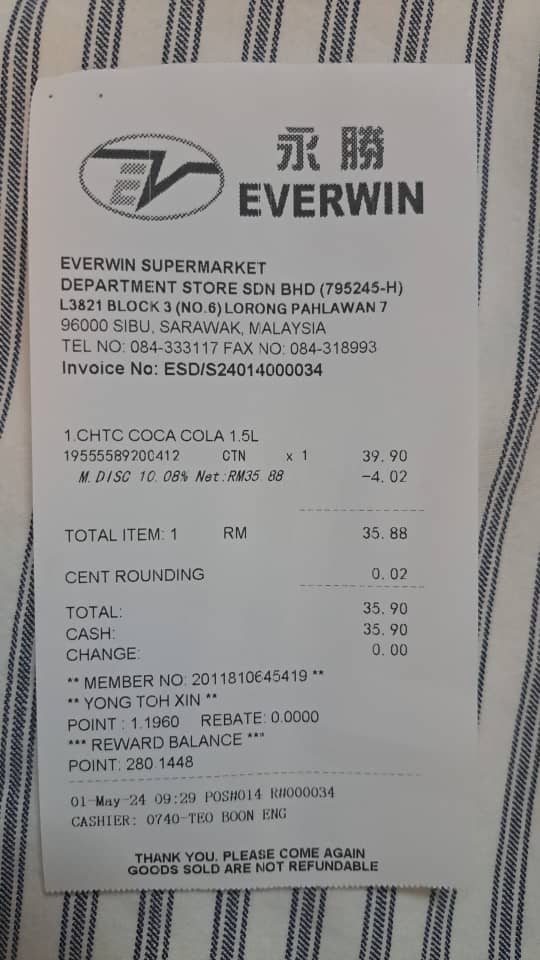 永勝
EV EVERWIN
EVERWIN SUPERMARKET
DEPARTMENT STORE SDN BHD (795245-H)
L3821 BLOCK 3 (NO.6) LORONG PAHLAWAN 7
96000 SIBU, SARAWAK, MALAYSIA
TEL NO: 084-333117 FAX NO: 084-318993
Invoice No: ESD/S24014000034
1.CHTC COCA COLA 1.5L
19555589200412 CTN x 1 39.90
M.DISC 10.08% Net:RM35.88 -4.02
TOTAL ITEM: 1 RM 35.88
CENT ROUNDING 0.02
TOTAL: 35.90
CASH: 35.90
CHANGE: 0.00
** MEMBER NO: 2011810645419 **
** YONG TOH XIN **
POINT : 1.1960 REBATE: 0.0000
*** REWARD BALANCE ***
POINT: 280.1448
01-May-24 09:29 POS#014 R#000034
CASHIER: 0740-TEO BOON ENG
THANK YOU. PLEASE COME AGAIN
GOODS SOLD ARE NOT REFUNDABLE